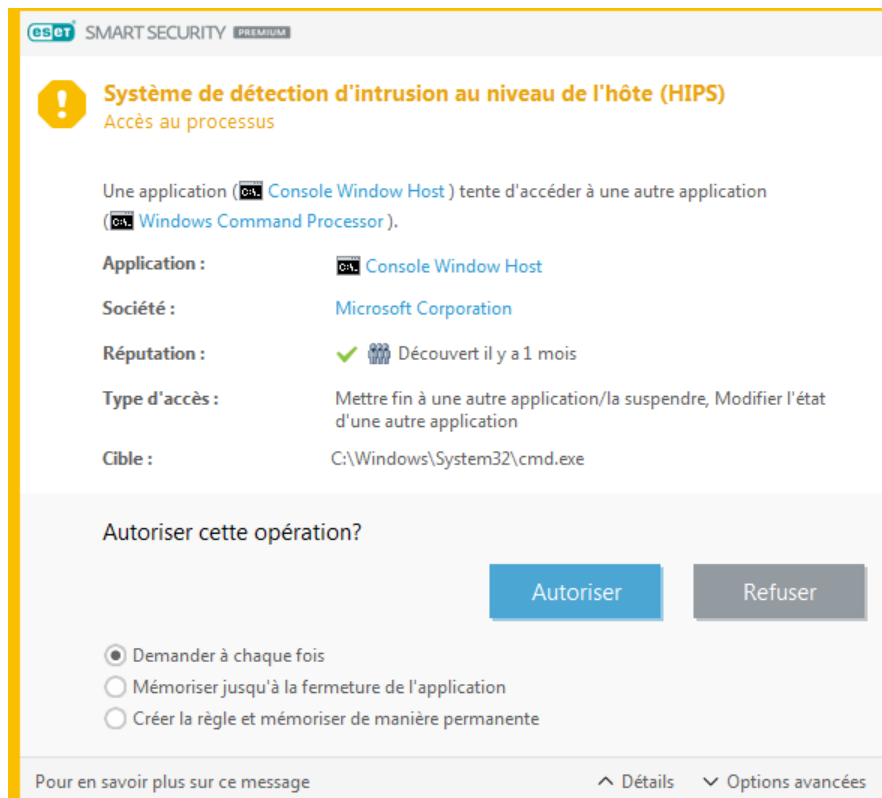 eset SMART SECURITY PREMIUM
Système de détection d'intrusion au niveau de l'hôte (HIPS)
Accès au processus
Une application ( C:\. Console Window Host ) tente d'accéder à une autre application
( C:\. Windows Command Processor ).
Application : C:\. Console Window Host
Société : Microsoft Corporation
Réputation : Découvert il y a 1 mois
Type d'accès : Mettre fin à une autre application/la suspendre, Modifier l'état
d'une autre application
Cible : C:\Windows\System32\cmd.exe
Autoriser cette opération?
Autoriser Refuser
Demander à chaque fois
Mémoriser jusqu'à la fermeture de l'application
Créer la règle et mémoriser de manière permanente
Pour en savoir plus sur ce message Détails Options avancées